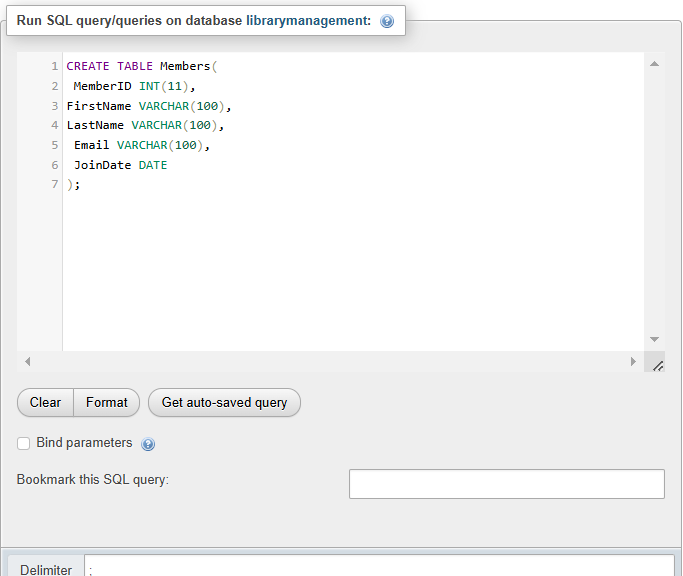 Run SQL query/queries on database librarymanagement:
1 CREATE TABLE Members(
2 MemberID INT(11),
3 FirstName VARCHAR(100),
4 LastName VARCHAR(100),
5 Email VARCHAR(100),
6 JoinDate DATE
7 );
Clear Format Get auto-saved query
Bind parameters
Bookmark this SQL query:
Delimiter ;